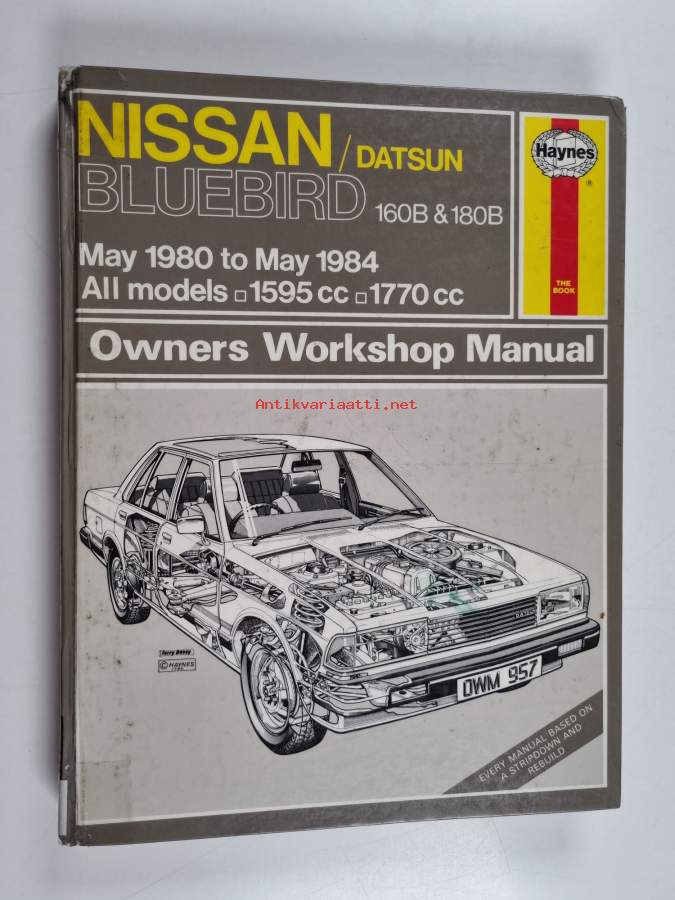 NISSAN / DATSUN
BLUEBIRD 160B & 180B
May 1980 to May 1984
All models □ 1595 cc □ 1770 cc
Haynes
®
THE
BOOK
Owners Workshop Manual
Antikvariaatti.net
Terry Davey
© HAYNES
DATSUN
OWM 957
EVERY MANUAL BASED ON
A STRIPDOWN AND
REBUILD